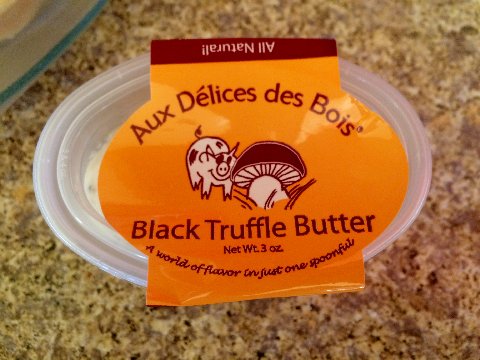 All Natural!
Aux Délices des Bois®
Black Truffle Butter
Net Wt. 3 oz.
A world of flavor in just one spoonful